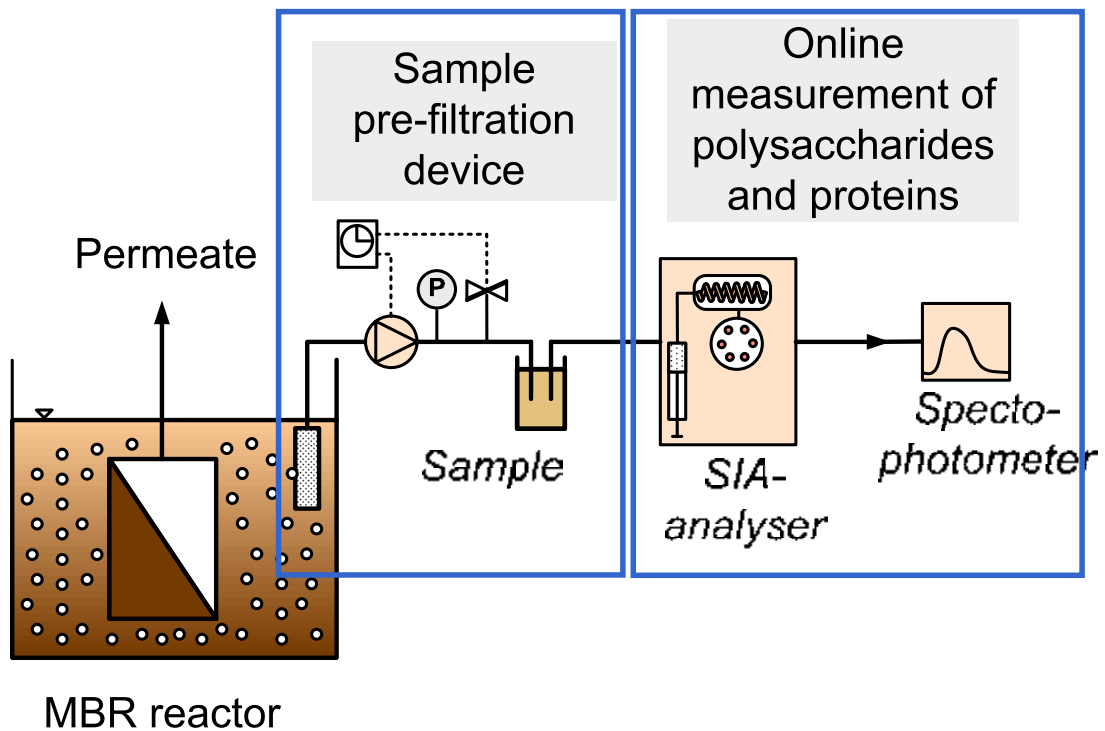 Sample
pre-filtration
device
Online
measurement of
polysaccharides
and proteins
Permeate
P
Sample
SIA-
analyser
Specto-
photometer
MBR reactor